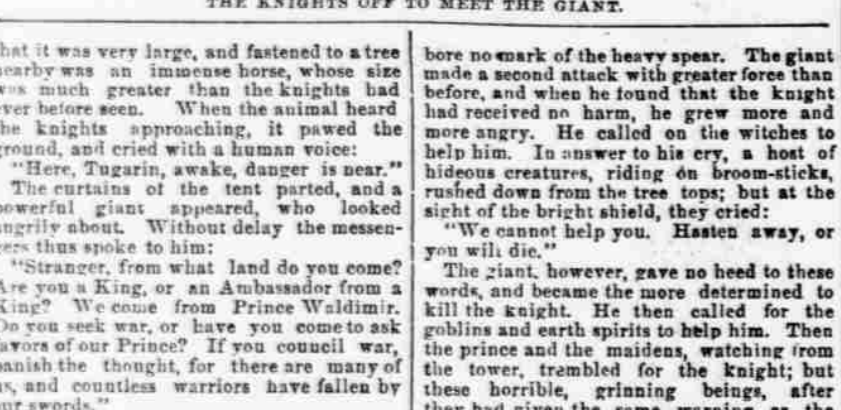 THE KNIGHTS OFF TO MEET THE GIANT.
hat it was very large, and fastened to a tree
nearby was an immense horse, whose size
was much greater than the knights had
ever before seen. When the animal heard
the knights approaching, it pawed the
ground, and cried with a human voice:
"Here, Tugarin, awake, danger is near."
The curtains of the tent parted, and a
powerful giant appeared, who looked
angrily about. Without delay the messen-
gers thus spoke to him:
"Stranger, from what land do you come?
Are you a King, or an Ambassador from a
King? We come from Prince Waldimir.
Do you seek war, or have you come to ask
favors of our Prince? If you council war,
banish the thought, for there are many of
us, and countless warriors have fallen by
our swords."
bore no mark of the heavy spear. The giant
made a second attack with greater force than
before, and when he found that the knight
had received no harm, he grew more and
more angry. He called on the witches to
help him. In answer to his cry, a host of
hideous creatures, riding on broom-sticks,
rushed down from the tree tops; but at the
sight of the bright shield, they cried:
"We cannot help you. Hasten away, or
you will die."
The giant, however, gave no heed to these
words, and became the more determined to
kill the knight. He then called for the
goblins and earth spirits to help him. Then
the prince and the maidens, watching from
the tower, trembled for the knight; but
these horrible, grinning beings, after
they had given the same warning as the